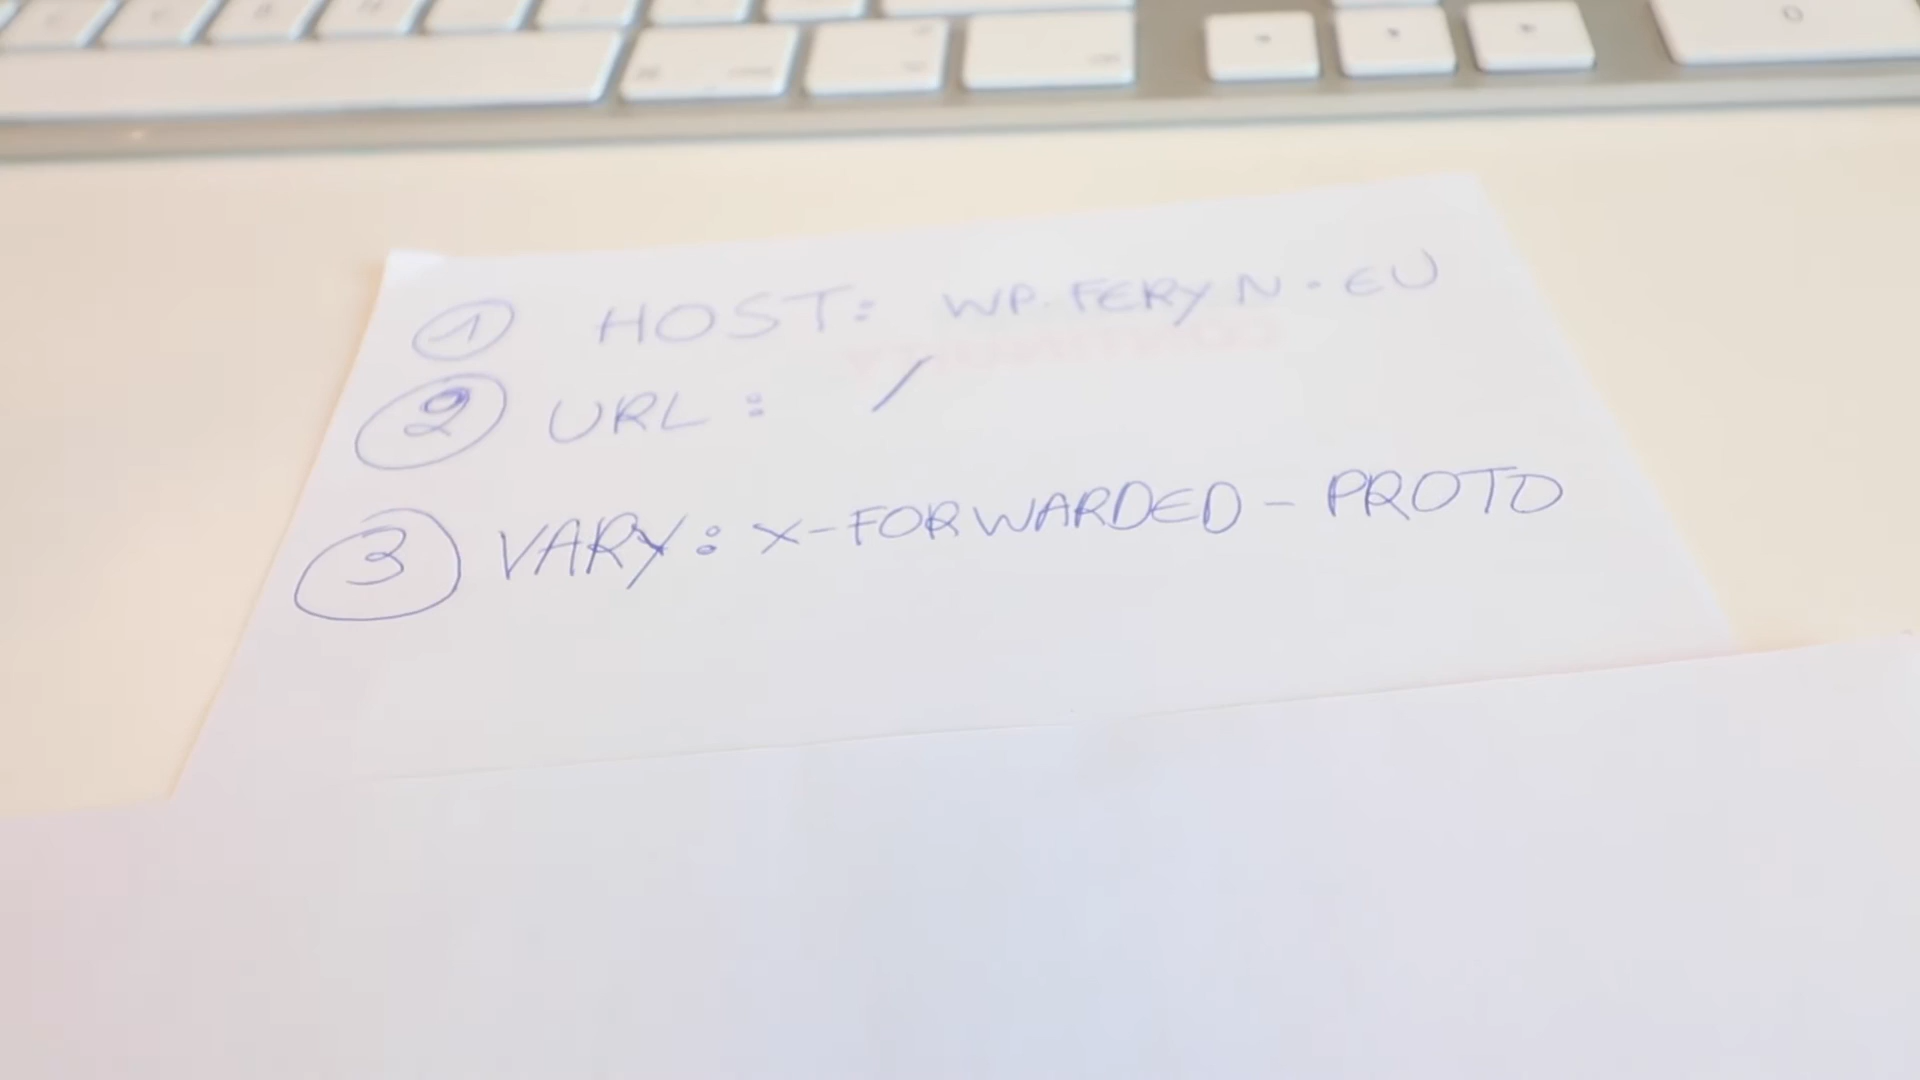 ① HOST: WP.FERYN.EU
② URL: /
③ VARY: X-FORWARDED-PROTO